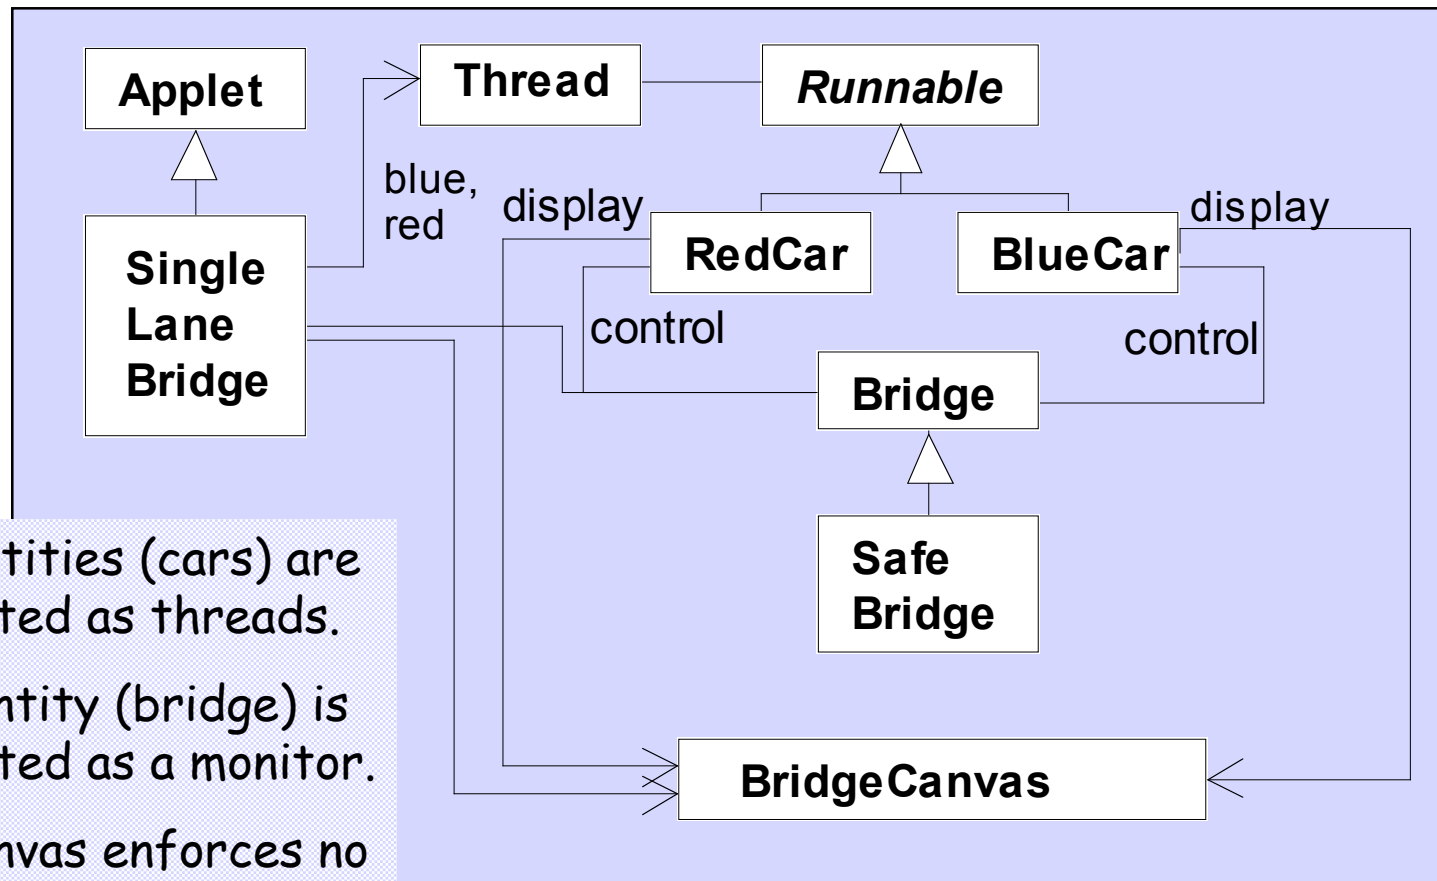 Applet
Thread
Runnable
blue,
red
display
display
Single
Lane
Bridge
RedCar
BlueCar
control
control
Bridge
Safe
Bridge
tities (cars) are
ted as threads.
ntity (bridge) is
ted as a monitor.
BridgeCanvas
nvas enforces no